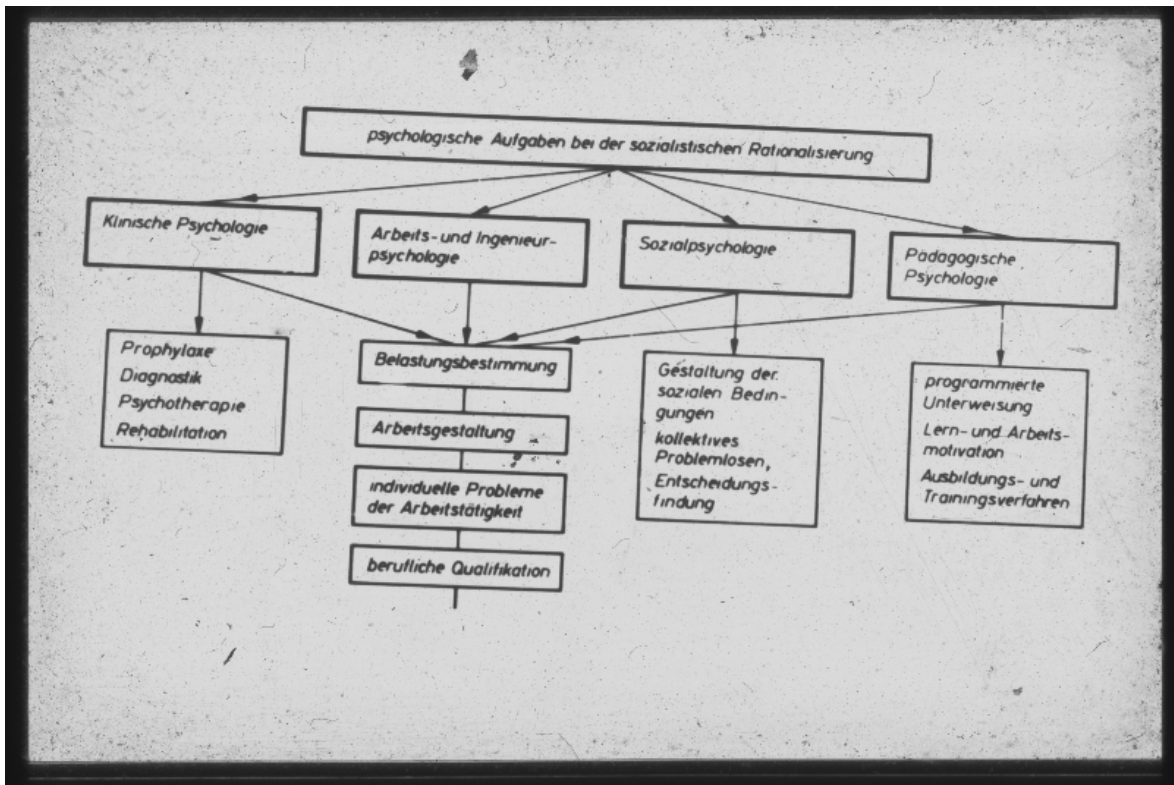 psychologische Aufgaben bei der sozialistischen Rationalisierung
Klinische Psychologie
Arbeits- und Ingenieur-
psychologie
Sozialpsychologie
Pädagogische
Psychologie
Prophylaxe
Diagnostik
Psychotherapie
Rehabilitation
Belastungsbestimmung
Arbeitsgestaltung
individuelle Probleme
der Arbeitstätigkeit
berufliche Qualifikation
Gestaltung der
sozialen Bedin-
gungen
kollektives
Problemlosen,
Entscheidungs-
findung
programmierte
Unterweisung
Lern- und Arbeits-
motivation
Ausbildungs- und
Trainingsverfahren